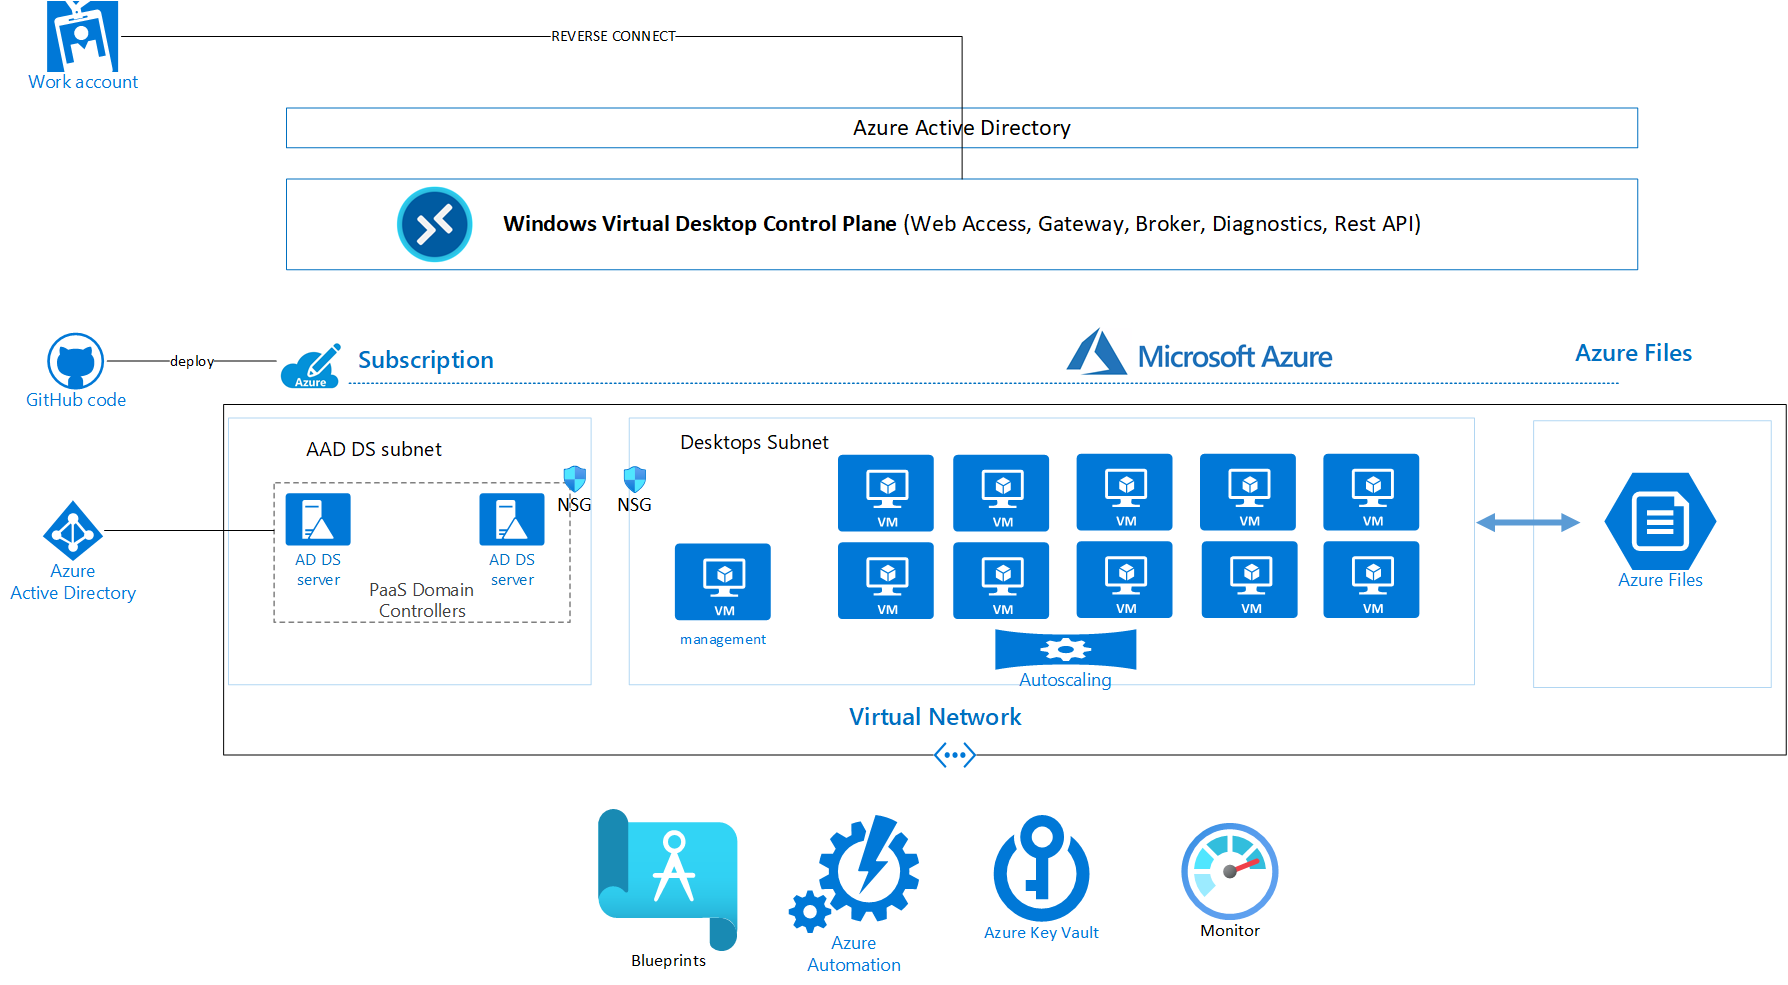 Work account
REVERSE CONNECT
Azure Active Directory
Windows Virtual Desktop Control Plane (Web Access, Gateway, Broker, Diagnostics, Rest API)
GitHub code
deploy
Azure
Subscription
Microsoft Azure
Azure Files
AAD DS subnet
NSG
NSG
AD DS
server
AD DS
server
PaaS Domain
Controllers
Azure
Active Directory
Desktops Subnet
VM
VM
VM
VM
VM
VM
management
VM
VM
VM
VM
VM
Autoscaling
Azure Files
Virtual Network
Blueprints
Azure
Automation
Azure Key Vault
Monitor